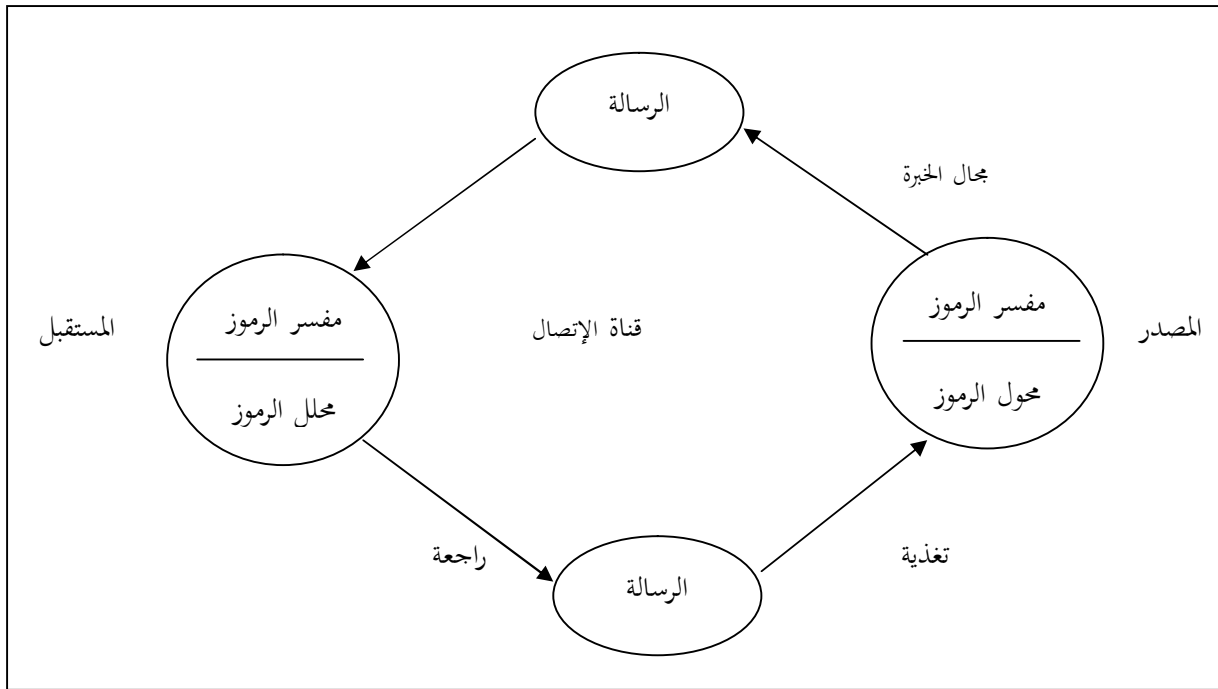 الرسالة
مجال الخبرة
المصدر
مفسر الرموز
محول الرموز
قناة الإتصال
مفسر الرموز
محلل الرموز
المستقبل
تغذية
راجعة
الرسالة